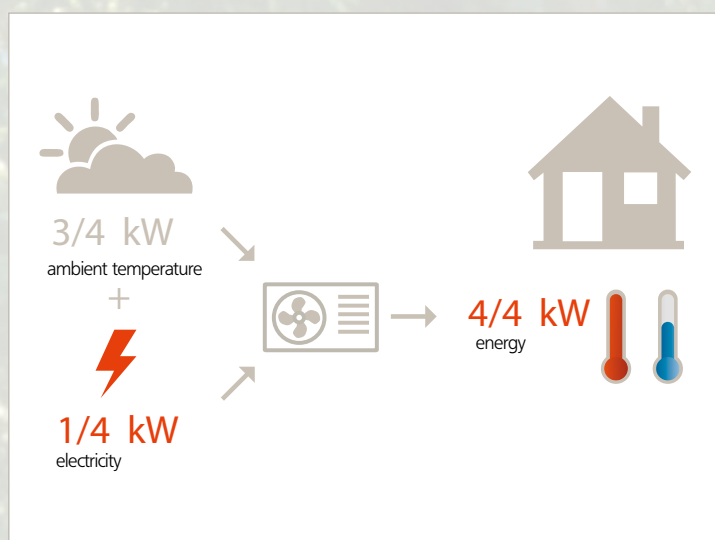 3/4 kW
ambient temperature
+
1/4 kW
electricity
4/4 kW
energy